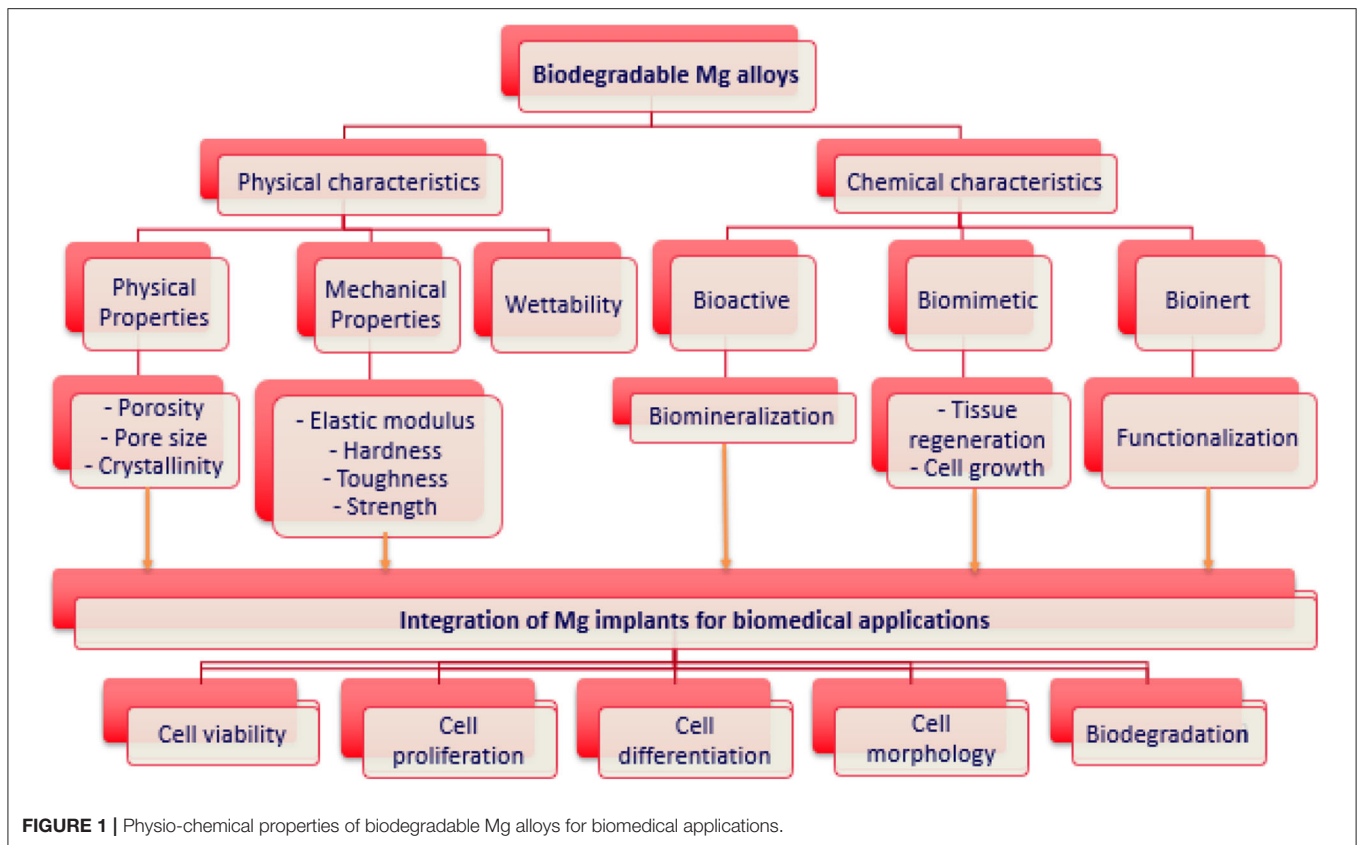 Biodegradable Mg alloys
Physical characteristics
Chemical characteristics
Physical
Properties
Mechanical
Properties
Wettability
Bioactive
Biomimetic
Bioinert
- Porosity
- Pore size
- Crystallinity
- Elastic modulus
- Hardness
- Toughness
- Strength
Biomineralization
- Tissue
regeneration
- Cell growth
Functionalization
Integration of Mg implants for biomedical applications
Cell viability
Cell
proliferation
Cell
differentiation
Cell
morphology
Biodegradation
FIGURE 1 | Physio-chemical properties of biodegradable Mg alloys for biomedical applications.